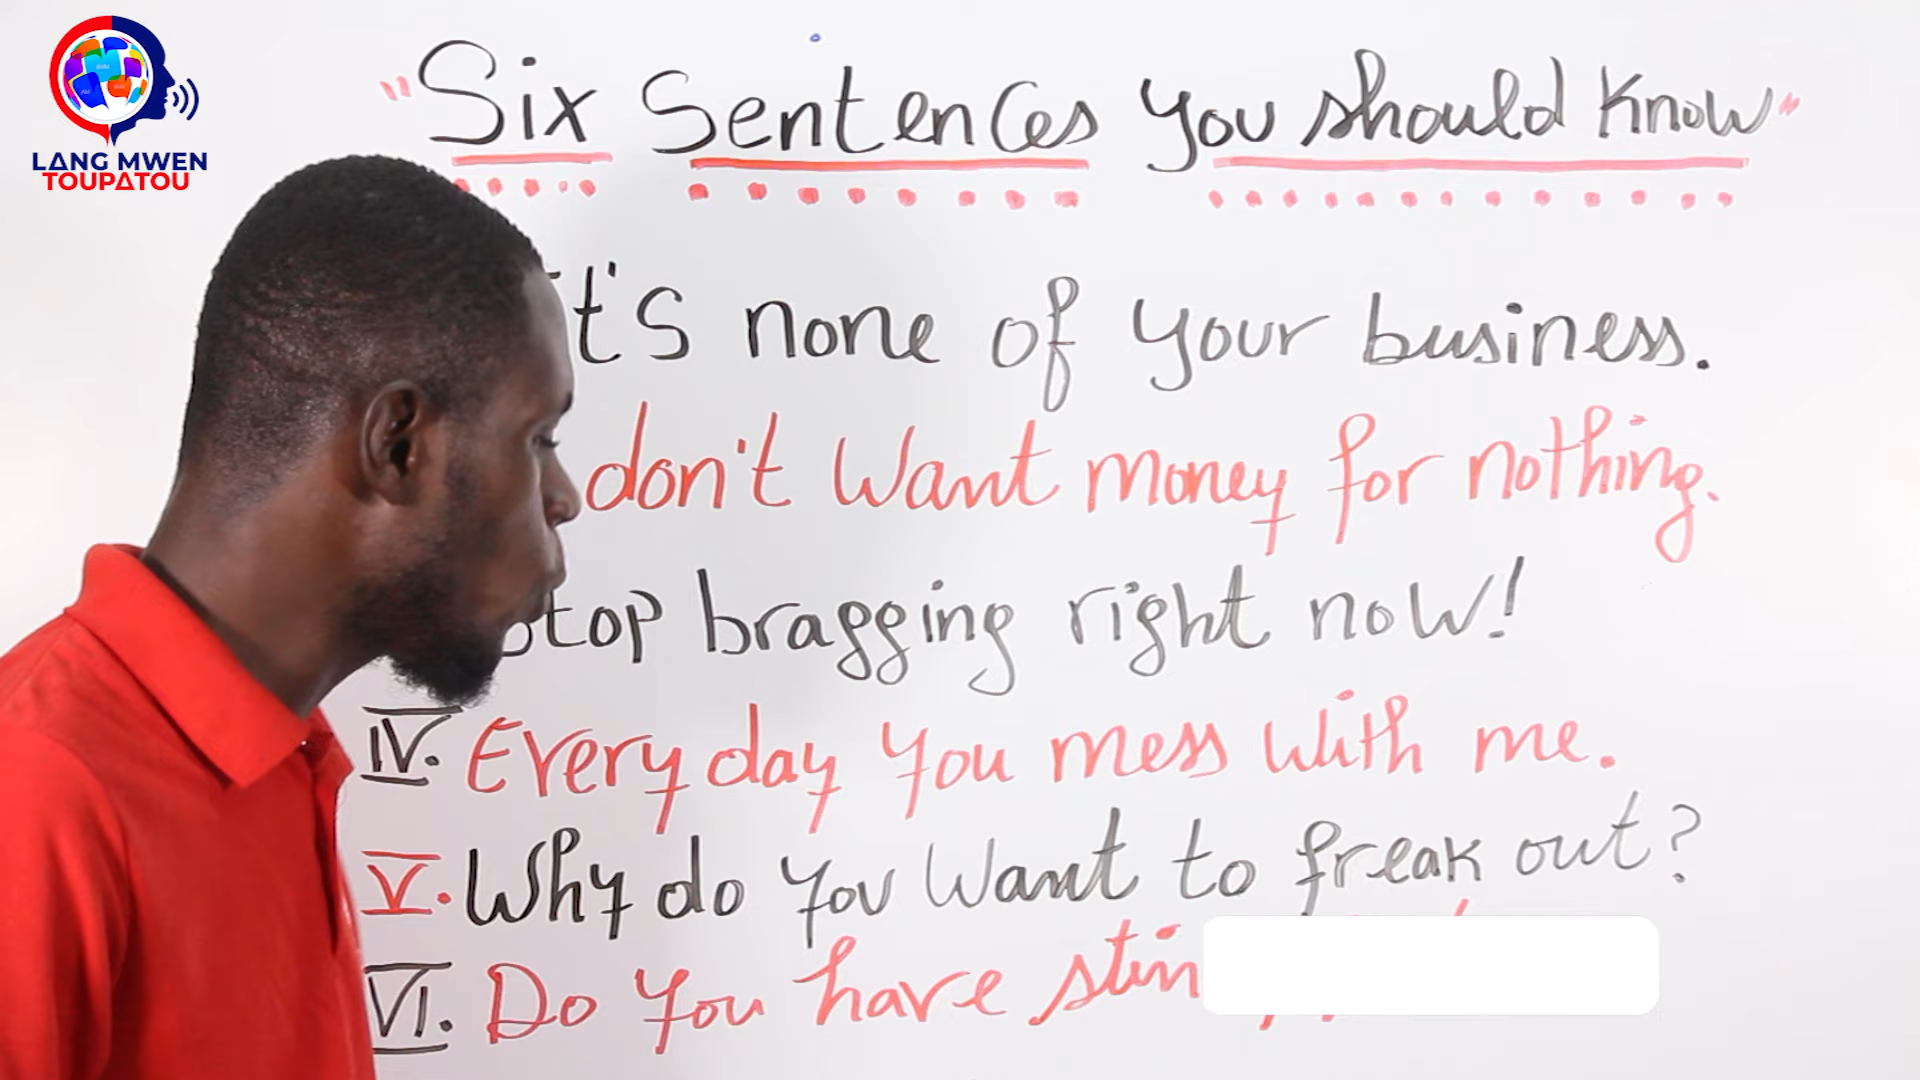 LANG MWEN
TOUPATOU
"Six Sentences you should know"
t's none of your business.
don't want money for nothing.
stop bragging right now!
IV. Every day you mess with me.
V. Why do you want to freak out?
VI. Do you have